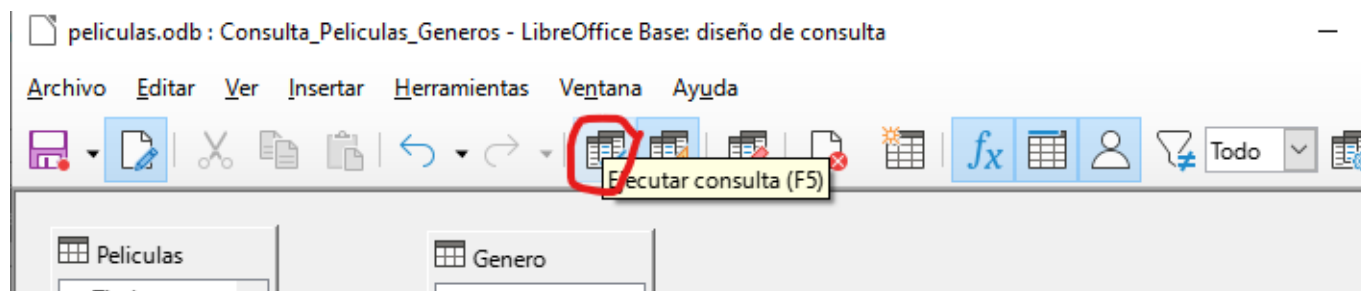 peliculas.odb : Consulta_Peliculas_Generos - LibreOffice Base: diseño de consulta
Archivo Editar Ver Insertar Herramientas Ventana Ayuda
fx Todo
Ejecutar consulta (F5)
Peliculas Genero